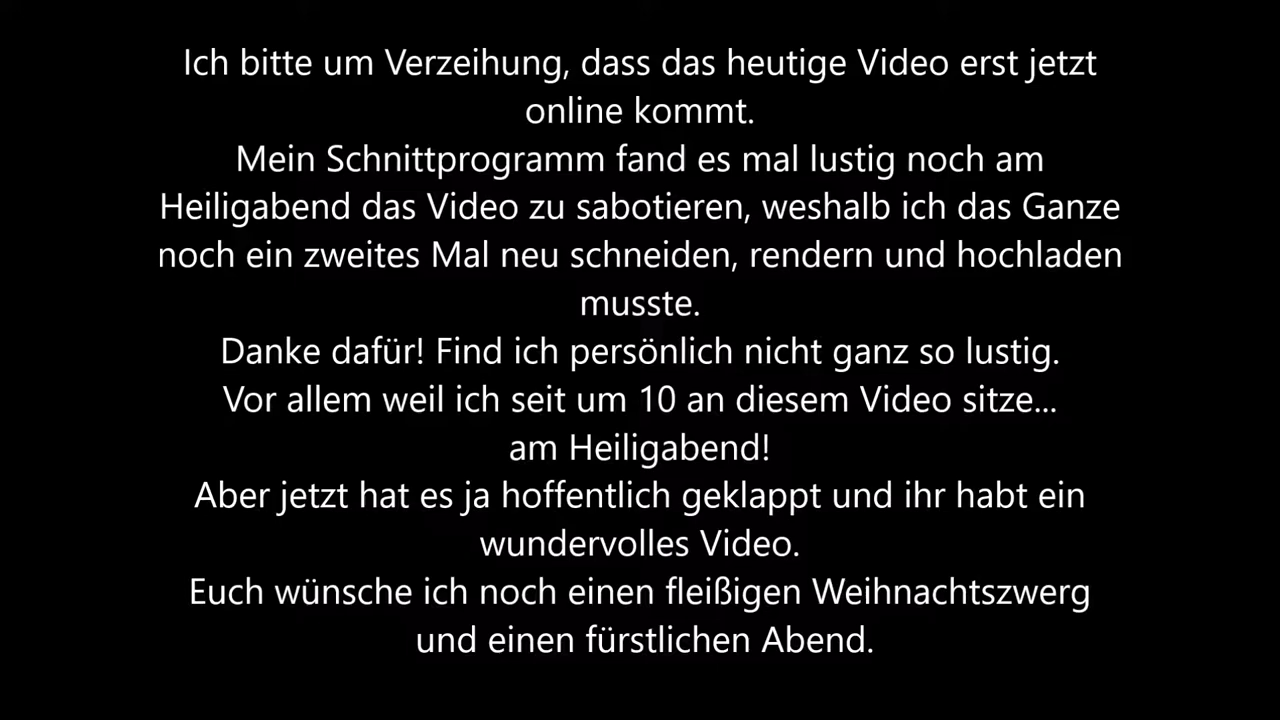 Ich bitte um Verzeihung, dass das heutige Video erst jetzt
online kommt.
Mein Schnittprogramm fand es mal lustig noch am
Heiligabend das Video zu sabotieren, weshalb ich das Ganze
noch ein zweites Mal neu schneiden, rendern und hochladen
musste.
Danke dafür! Find ich persönlich nicht ganz so lustig.
Vor allem weil ich seit um 10 an diesem Video sitze...
am Heiligabend!
Aber jetzt hat es ja hoffentlich geklappt und ihr habt ein
wundervolles Video.
Euch wünsche ich noch einen fleißigen Weihnachtszwerg
und einen fürstlichen Abend.